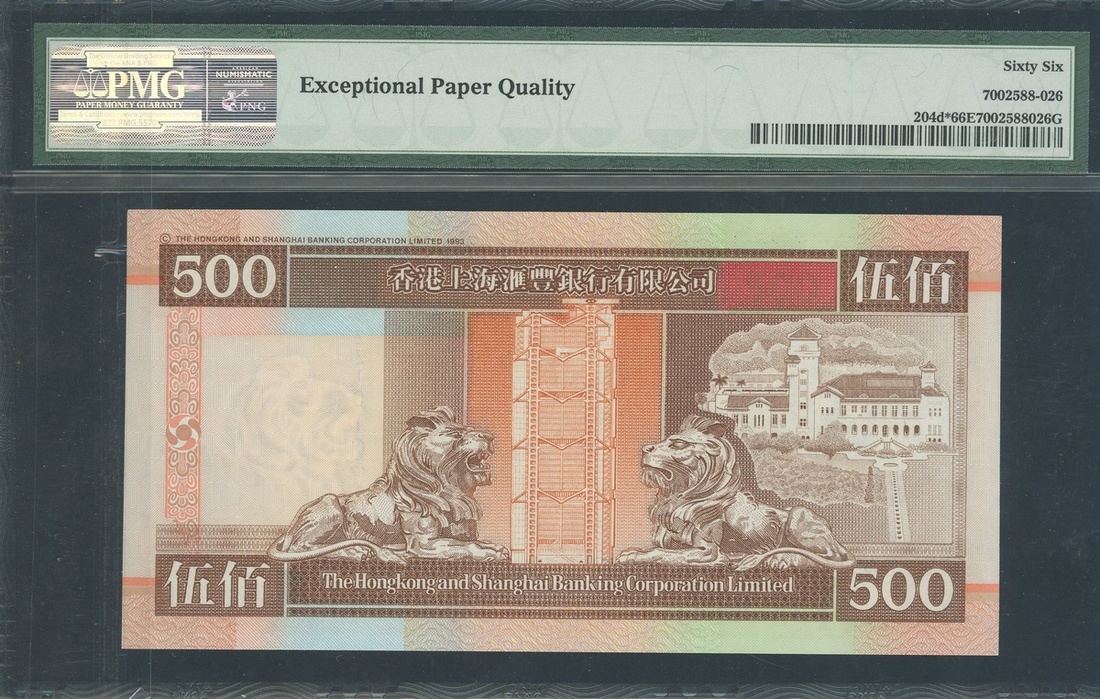 PMG
PAPER MONEY GUARANTY
NUMISMATIC
PNG
Exceptional Paper Quality
Sixty Six
7002588-026
204d*66E7002588026G
© THE HONGKONG AND SHANGHAI BANKING CORPORATION LIMITED 1993
500
香港上海滙豐銀行有限公司
伍佰
伍佰
The Hongkong and Shanghai Banking Corporation Limited
500